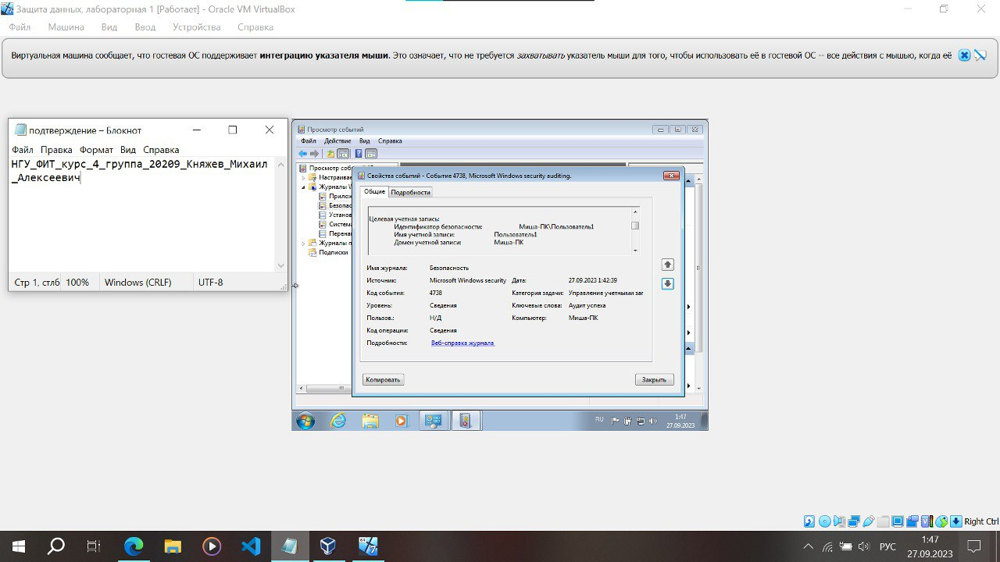 Защита данных, лабораторная 1 [Работает] - Oracle VM VirtualBox
Файл Машина Вид Ввод Устройства Справка
Виртуальная машина сообщает, что гостевая ОС поддерживает интеграцию указателя мыши. Это означает, что не требуется захватывать указатель мыши для того, чтобы использовать её в гостевой ОС -- все действия с мышью, когда её
подтверждение – Блокнот
Файл Правка Формат Вид Справка
НГУ_ФИТ_курс_4_группа_20209_Княжев_Михаил
_Алексеевич
Стр 1, стлб 100% Windows (CRLF) UTF-8
Просмотр событий
Файл Действие Вид Справка
Просмотр событ
Настраива
Журналы W
Прилож
Безопас
Установ
Система
Перена
Журналы п
Подписки
Свойства событий - Событие 4738, Microsoft Windows security auditing.
Общие Подробности
Целевая учетная запись:
Идентификатор безопасности: Миша-ПК\Пользователь1
Имя учетной записи: Пользователь1
Домен учетной записи: Миша-ПК
Имя журнала: Безопасность
Источник: Microsoft Windows security Дата: 27.09.2023 1:42:39
Код события: 4738 Категория задачи: Управление учетными заг
Уровень: Сведения Ключевые слова: Аудит успеха
Пользов.: Н/Д Компьютер: Миша-ПК
Код операции: Сведения
Подробности: Веб-справка журнала
Копировать Закрыть
RU 1:47
27.09.2023
Right Ctrl
РУС 1:47
27.09.2023